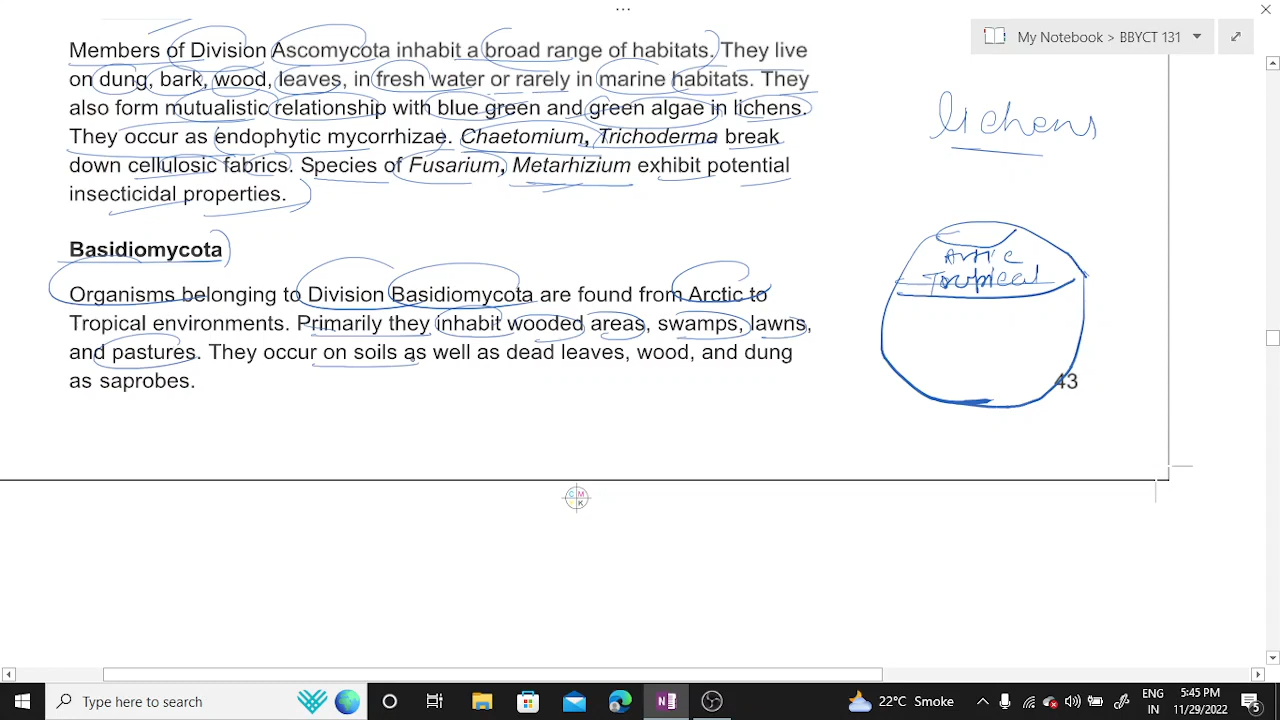 ...
My Notebook > BBYCT 131
Members of Division Ascomycota inhabit a broad range of habitats. They live
on dung, bark, wood, leaves, in fresh water or rarely in marine habitats. They
also form mutualistic relationship with blue green and green algae in lichens.
They occur as endophytic mycorrhizae. Chaetomium, Trichoderma break
down cellulosic fabrics. Species of Fusarium, Metarhizium exhibit potential
insecticidal properties.
lichens
Basidiomycota
Organisms belonging to Division Basidiomycota are found from Arctic to
Tropical environments. Primarily they inhabit wooded areas, swamps, lawns,
and pastures. They occur on soils as well as dead leaves, wood, and dung
as saprobes.
Artic
Tropical
43
C M
K
Type here to search
N
22°C Smoke
ENG
IN
5:45 PM
11/29/2022
5